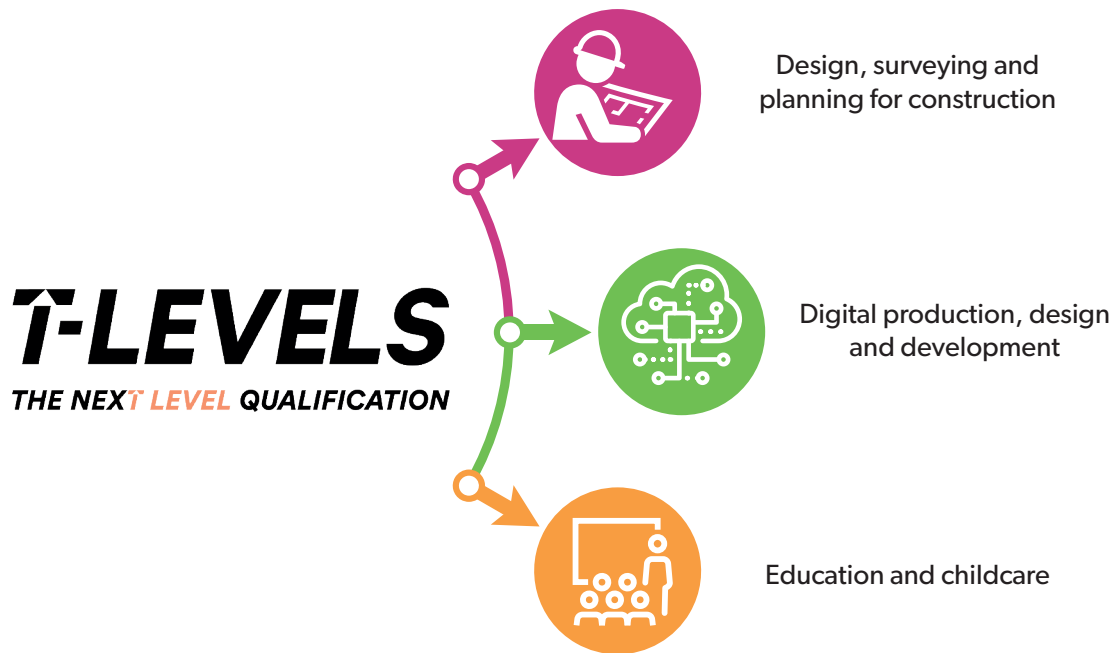 T-LEVELS
THE NEXT LEVEL QUALIFICATION
Design, surveying and
planning for construction
Digital production, design
and development
Education and childcare